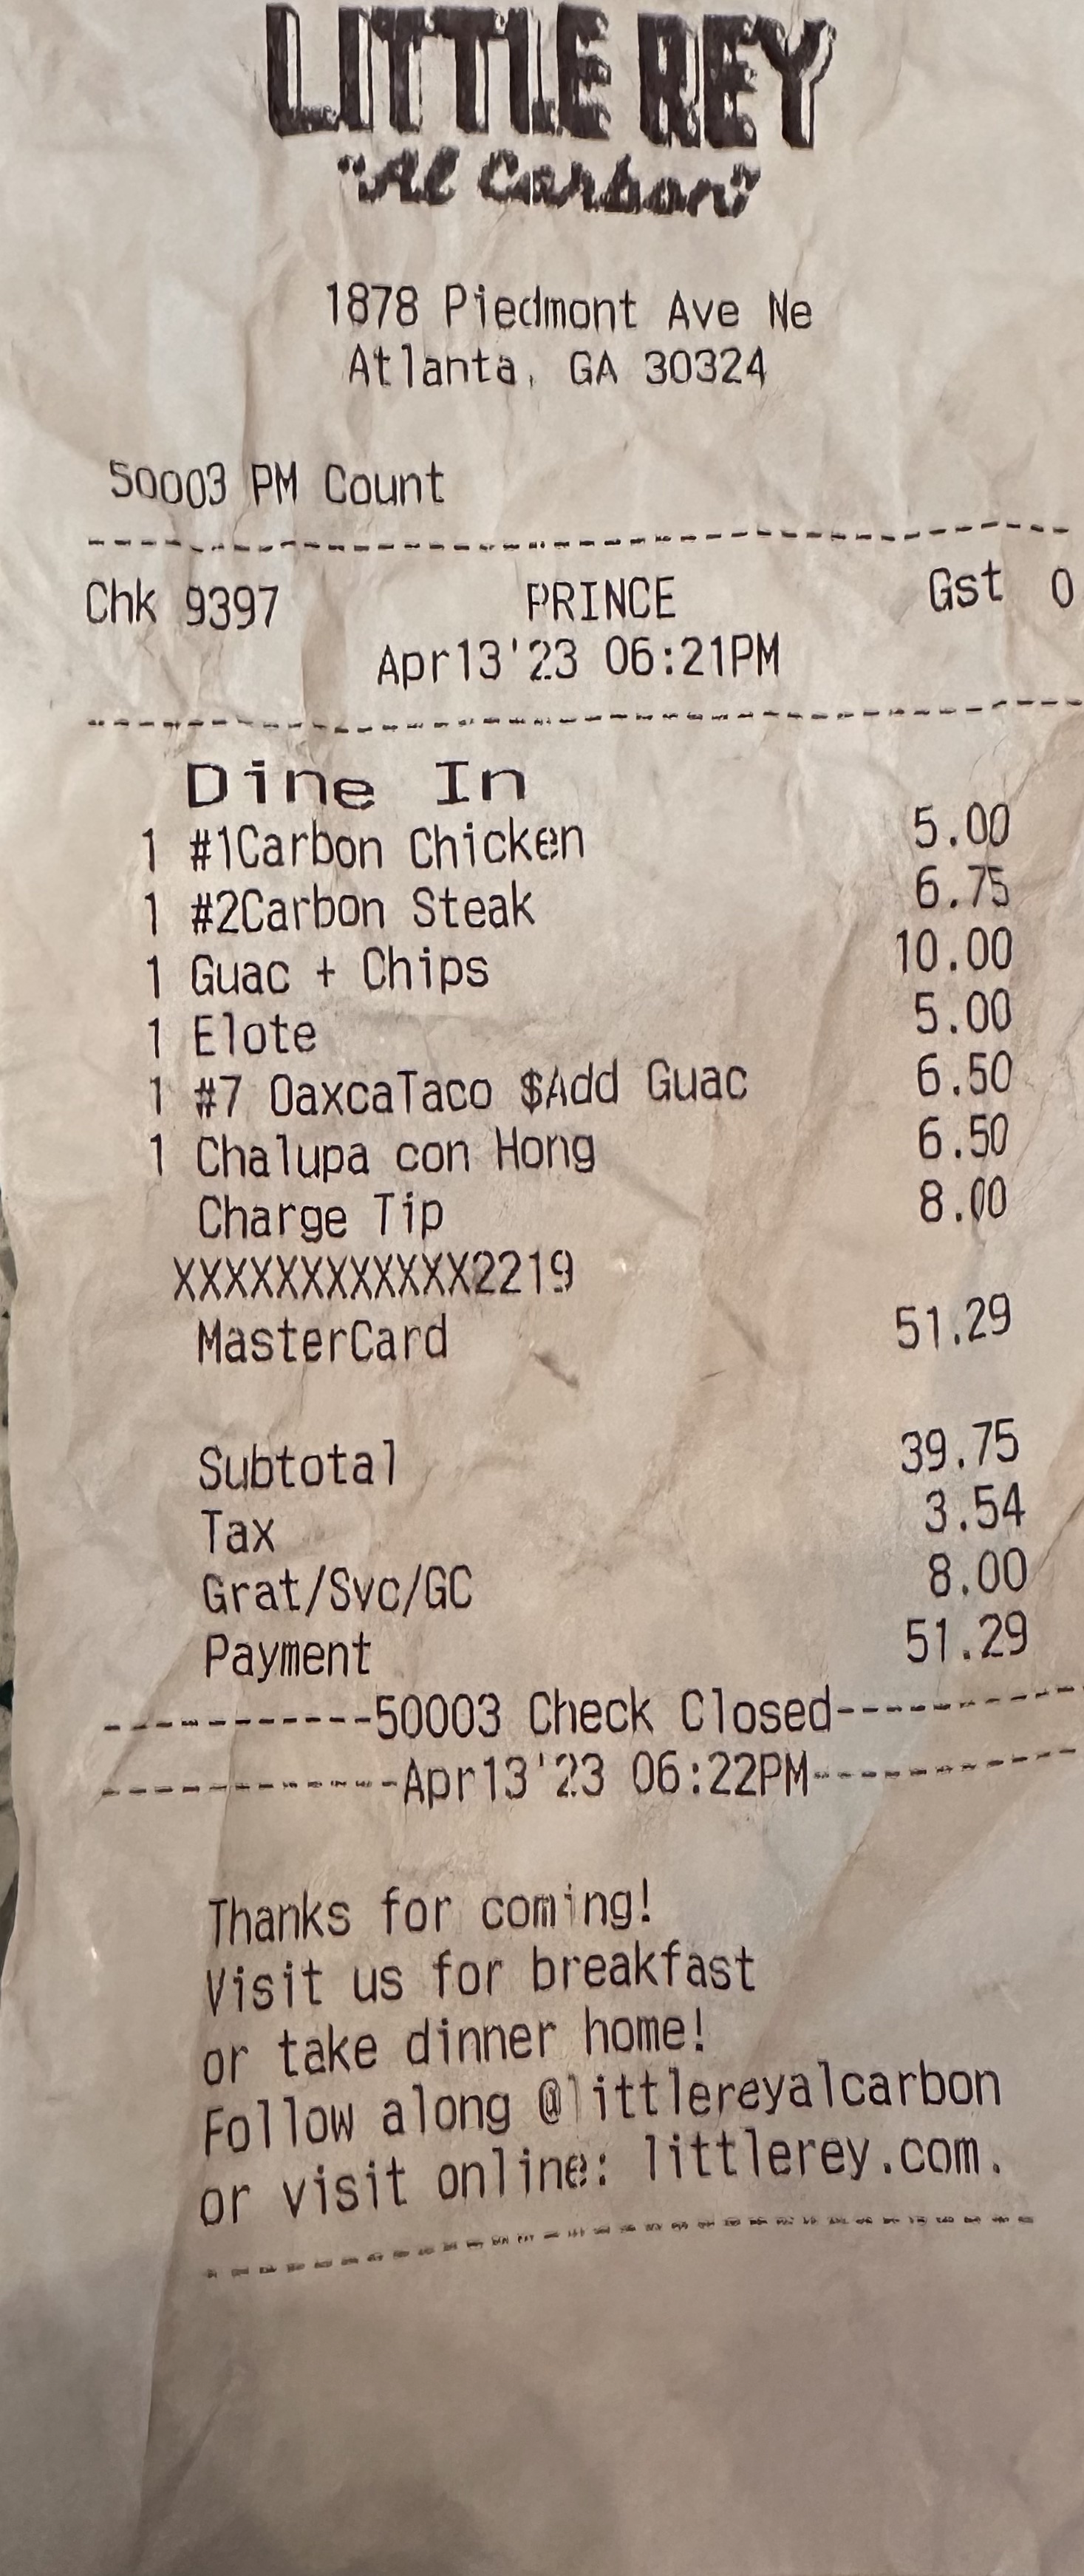 LITTLE REY
"Al Carbon"
1878 Piedmont Ave Ne
Atlanta, GA 30324
50003 PM Count
Chk 9397 PRINCE Gst 0
Apr13'23 06:21PM
Dine In
1 #1Carbon Chicken 5.00
1 #2Carbon Steak 6.75
1 Guac + Chips 10.00
1 Elote 5.00
1 #7 OaxcaTaco $Add Guac 6.50
1 Chalupa con Hong 6.50
Charge Tip 8.00
XXXXXXXXXXXX2219
MasterCard 51.29
Subtotal 39.75
Tax 3.54
Grat/Svc/GC 8.00
Payment 51.29
-----------50003 Check Closed----------
------------Apr13'23 06:22PM-----------
Thanks for coming!
Visit us for breakfast
or take dinner home!
Follow along @littlereyalcarbon
or visit online: littlerey.com.